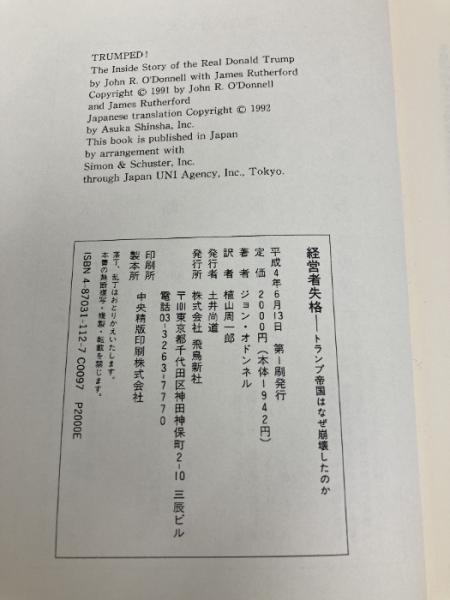 TRUMPED!
The Inside Story of the Real Donald Trump
by John R. O'Donnell with James Rutherford
Copyright © 1991 by John R. O'Donnell
and James Rutherford
Japanese translation Copyright © 1992
by Asuka Shinsha, Inc.
This book is published in Japan
by arrangement with
Simon & Schuster, Inc.
through Japan UNI Agency, Inc., Tokyo.
経営者失格―トランプ帝国はなぜ崩壊したのか
平成4年6月13日 第1刷発行
定価 2000円(本体1942円)
著者 ジョン・オドンネル
訳者 植山周一郎
発行者 土井尚道
発行所 株式会社 飛鳥新社
〒101東京都千代田区神田神保町2-10 三辰ビル
電話03-3263-7770
印刷所
製本所 中央精版印刷株式会社
落丁、乱丁はおとりかえいたします。
本書の無断複写・複製・転載を禁じます。
ISBN 4-87031-112-7 C0097 P2000E